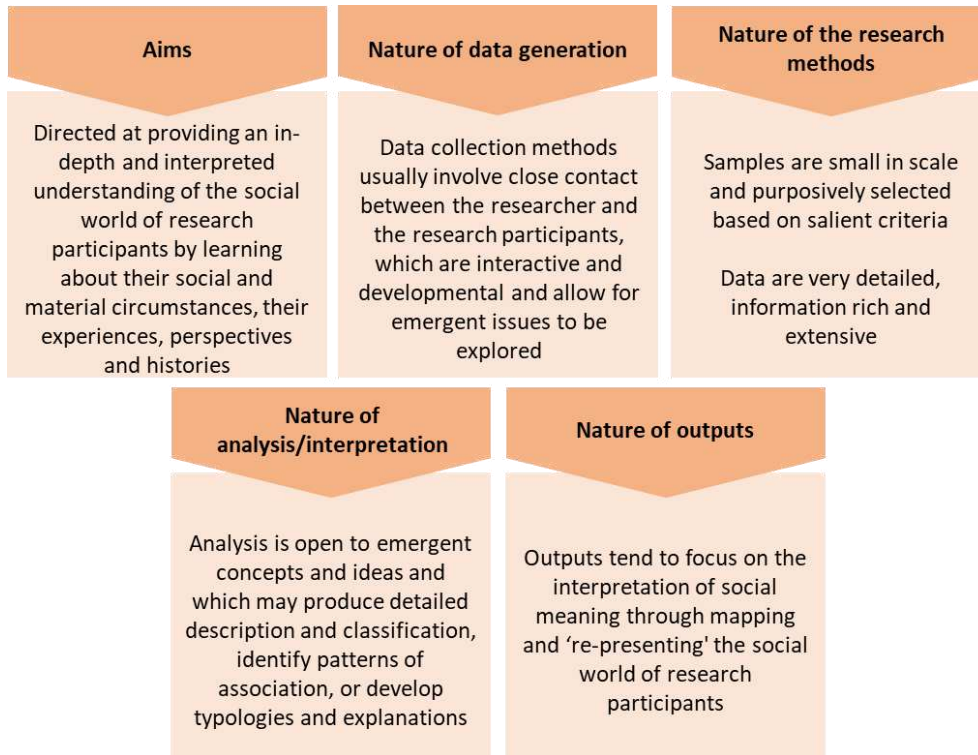 Aims
Directed at providing an in-
depth and interpreted
understanding of the social
world of research
participants by learning
about their social and
material circumstances, their
experiences, perspectives
and histories
Nature of data generation
Data collection methods
usually involve close contact
between the researcher and
the research participants,
which are interactive and
developmental and allow for
emergent issues to be
explored
Nature of the research
methods
Samples are small in scale
and purposively selected
based on salient criteria
Data are very detailed,
information rich and
extensive
Nature of
analysis/interpretation
Analysis is open to emergent
concepts and ideas and
which may produce detailed
description and classification,
identify patterns of
association, or develop
typologies and explanations
Nature of outputs
Outputs tend to focus on the
interpretation of social
meaning through mapping
and ‘re-presenting' the social
world of research
participants